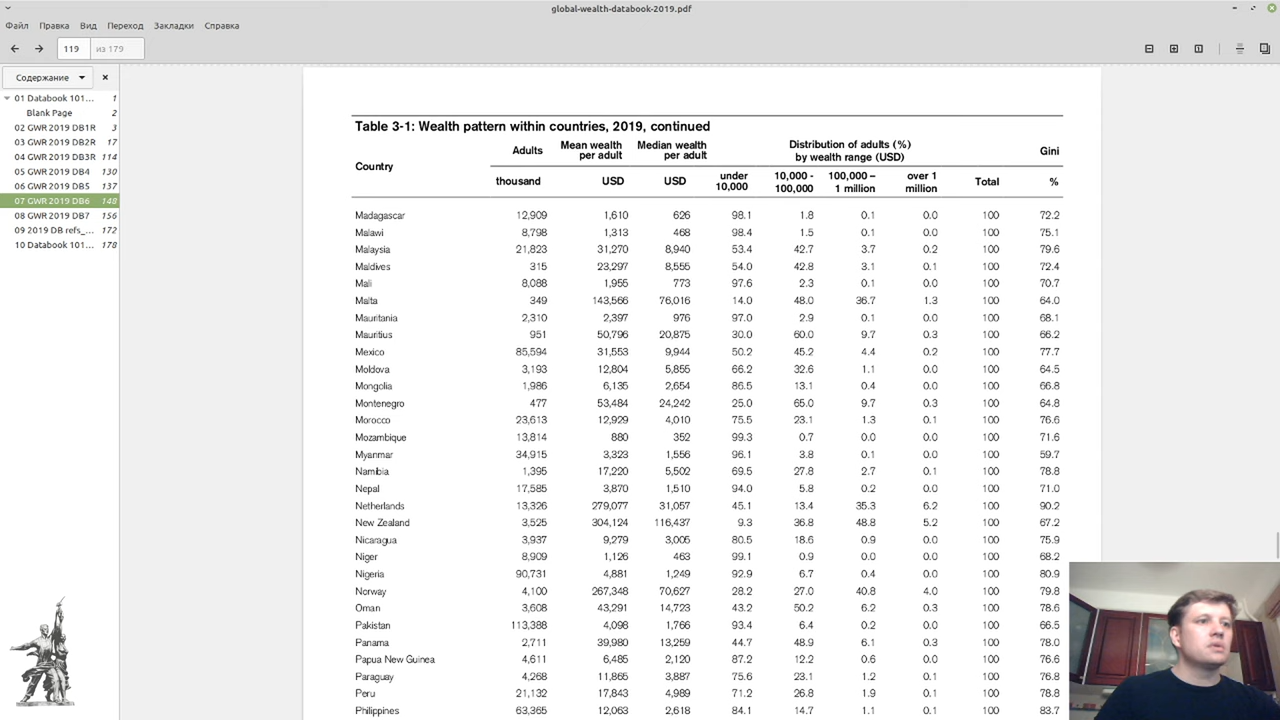 global-wealth-databook-2019.pdf
Файл Правка Вид Переход Закладки Справка
119 из 179
Содержание
01 Databook 101... 1
Blank Page 2
02 GWR 2019 DB1R 3
03 GWR 2019 DB2R 17
04 GWR 2019 DB3R 114
05 GWR 2019 DB4 130
06 GWR 2019 DB5 137
07 GWR 2019 DB6 148
08 GWR 2019 DB7 156
09 2019 DB refs_... 172
10 Databook 101... 178
Table 3-1: Wealth pattern within countries, 2019, continued
Country Adults Mean wealth per adult Median wealth per adult Distribution of adults (%) by wealth range (USD) Gini
thousand USD USD under 10,000 10,000 - 100,000 100,000 – 1 million over 1 million Total %
Madagascar 12,909 1,610 626 98.1 1.8 0.1 0.0 100 72.2
Malawi 8,798 1,313 468 98.4 1.5 0.1 0.0 100 75.1
Malaysia 21,823 31,270 8,940 53.4 42.7 3.7 0.2 100 79.6
Maldives 315 23,297 8,555 54.0 42.8 3.1 0.1 100 72.4
Mali 8,088 1,955 773 97.6 2.3 0.1 0.0 100 70.7
Malta 349 143,566 76,016 14.0 48.0 36.7 1.3 100 64.0
Mauritania 2,310 2,397 976 97.0 2.9 0.1 0.0 100 68.1
Mauritius 951 50,796 20,875 30.0 60.0 9.7 0.3 100 66.2
Mexico 85,594 31,553 9,944 50.2 45.2 4.4 0.2 100 77.7
Moldova 3,193 12,804 5,855 66.2 32.6 1.1 0.0 100 64.5
Mongolia 1,986 6,135 2,654 86.5 13.1 0.4 0.0 100 66.8
Montenegro 477 53,484 24,242 25.0 65.0 9.7 0.3 100 64.8
Morocco 23,613 12,929 4,010 75.5 23.1 1.3 0.1 100 76.6
Mozambique 13,814 880 352 99.3 0.7 0.0 0.0 100 71.6
Myanmar 34,915 3,323 1,556 96.1 3.8 0.1 0.0 100 59.7
Namibia 1,395 17,220 5,502 69.5 27.8 2.7 0.1 100 78.8
Nepal 17,585 3,870 1,510 94.0 5.8 0.2 0.0 100 71.0
Netherlands 13,326 279,077 31,057 45.1 13.4 35.3 6.2 100 90.2
New Zealand 3,525 304,124 116,437 9.3 36.8 48.8 5.2 100 67.2
Nicaragua 3,937 9,279 3,005 80.5 18.6 0.9 0.0 100 75.9
Niger 8,909 1,126 463 99.1 0.9 0.0 0.0 100 68.2
Nigeria 90,731 4,881 1,249 92.9 6.7 0.4 0.0 100 80.9
Norway 4,100 267,348 70,627 28.2 27.0 40.8 4.0 100 79.8
Oman 3,608 43,291 14,723 43.2 50.2 6.2 0.3 100 78.6
Pakistan 113,388 4,098 1,766 93.4 6.4 0.2 0.0 100 66.5
Panama 2,711 39,980 13,259 44.7 48.9 6.1 0.3 100 78.0
Papua New Guinea 4,611 6,485 2,120 87.2 12.2 0.6 0.0 100 76.6
Paraguay 4,268 11,865 3,887 75.6 23.1 1.2 0.1 100 76.8
Peru 21,132 17,843 4,989 71.2 26.8 1.9 0.1 100 78.8
Philippines 63,365 12,063 2,618 84.1 14.7 1.1 0.1 100 83.7